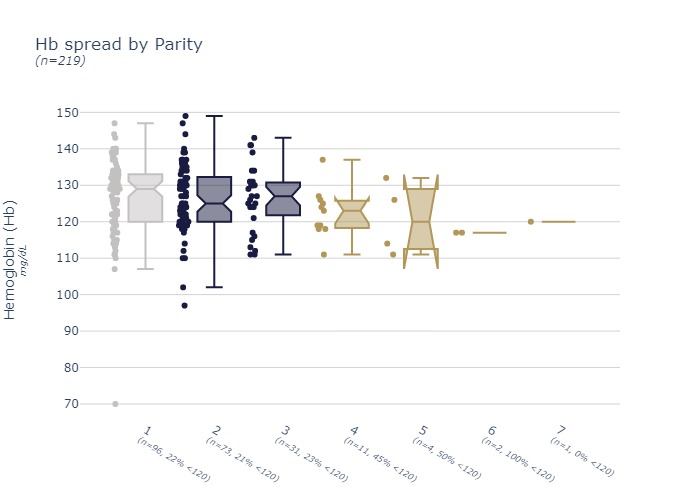 Hb spread by Parity
(n=219)
150
140
130
120
110
100
90
80
70
Hemoglobin (Hb)
mg/dL
1
(n=96, 22% <120)
2
(n=73, 21% <120)
3
(n=31, 23% <120)
4
(n=11, 45% <120)
5
(n=4, 50% <120)
6
(n=2, 100% <120)
7
(n=1, 0% <120)